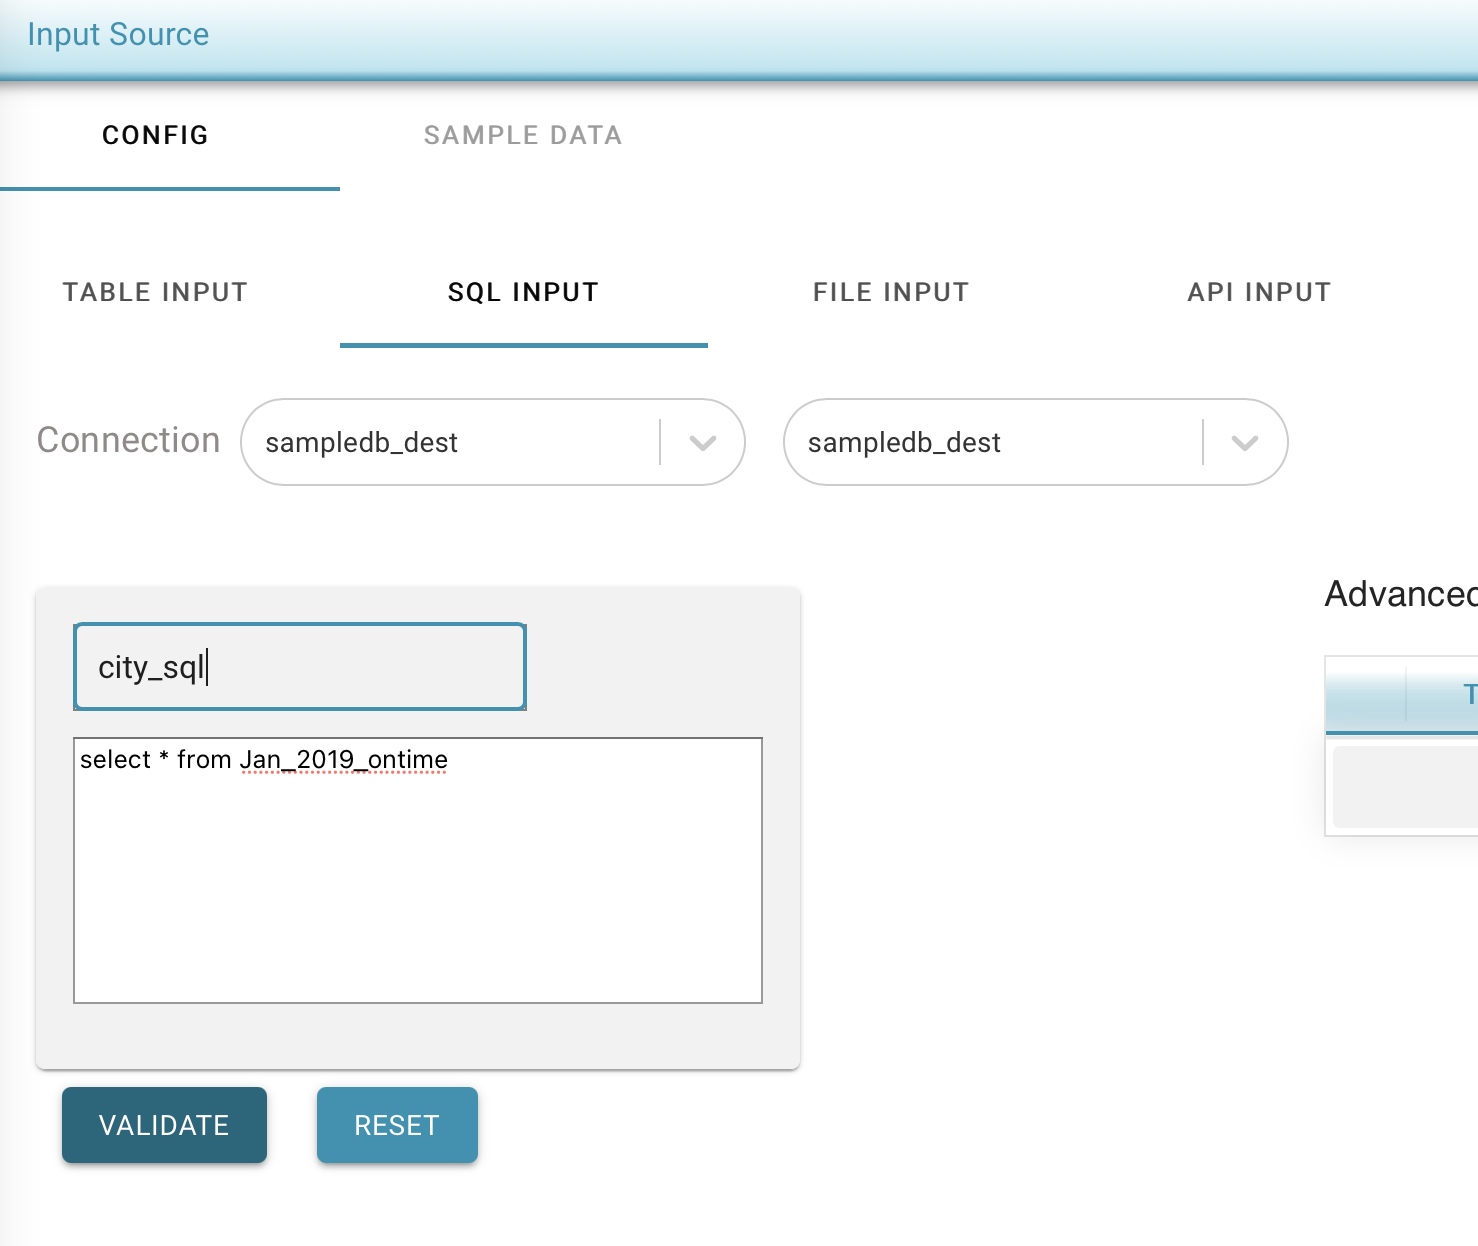 Input Source
CONFIG SAMPLE DATA
TABLE INPUT SQL INPUT FILE INPUT API INPUT
Connection sampledb_dest sampledb_dest
Advanced
city_sql
T
select * from Jan_2019_ontime
VALIDATE RESET